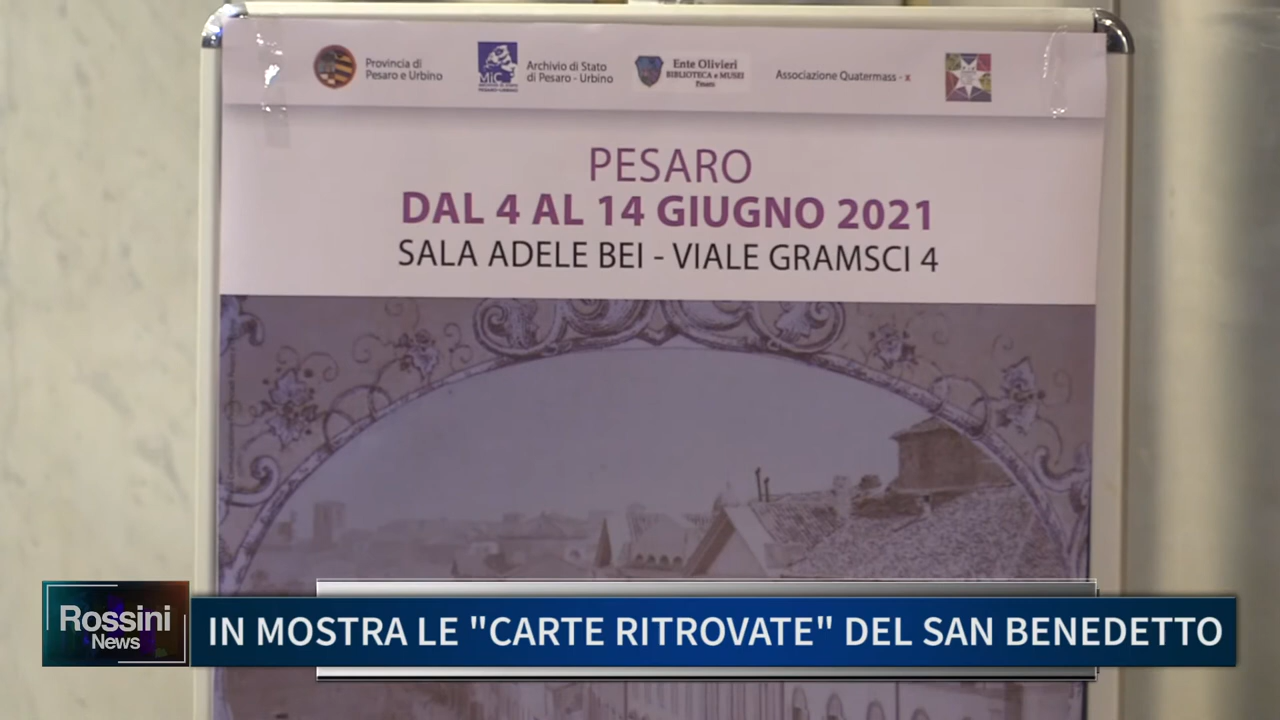 Provincia di
Pesaro e Urbino
MiC
Archivio di Stato
di Pesaro - Urbino
Ente Olivieri
BIBLIOTECA e MUSEI
Pesaro
Associazione Quatermass - x
PESARO
DAL 4 AL 14 GIUGNO 2021
SALA ADELE BEI - VIALE GRAMSCI 4
Rossini
News
IN MOSTRA LE "CARTE RITROVATE" DEL SAN BENEDETTO